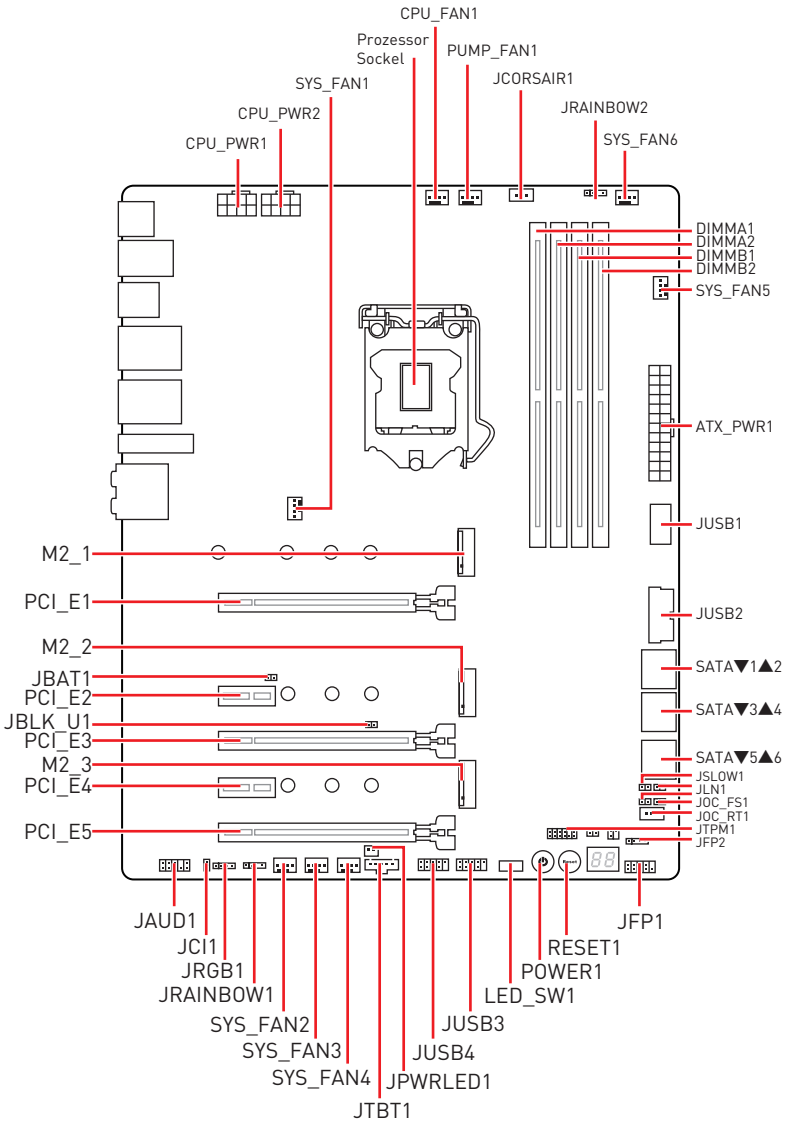 CPU_FAN1
Prozessor
Sockel
PUMP_FAN1
SYS_FAN1
JCORSAIR1
CPU_PWR2
JRAINBOW2
CPU_PWR1
SYS_FAN6
DIMMA1
DIMMA2
DIMMB1
DIMMB2
SYS_FAN5
ATX_PWR1
JUSB1
M2_1
PCI_E1
JUSB2
M2_2
SATA▼1▲2
JBAT1
PCI_E2
SATA▼3▲4
JBLK_U1
PCI_E3
SATA▼5▲6
M2_3
JSLOW1
PCI_E4
JLN1
JOC_FS1
JOC_RT1
PCI_E5
JTPM1
JFP2
Reset
88
JAUD1
JFP1
JCI1
RESET1
JRGB1
POWER1
JRAINBOW1
LED_SW1
SYS_FAN2
JUSB3
SYS_FAN3
JUSB4
SYS_FAN4
JPWRLED1
JTBT1